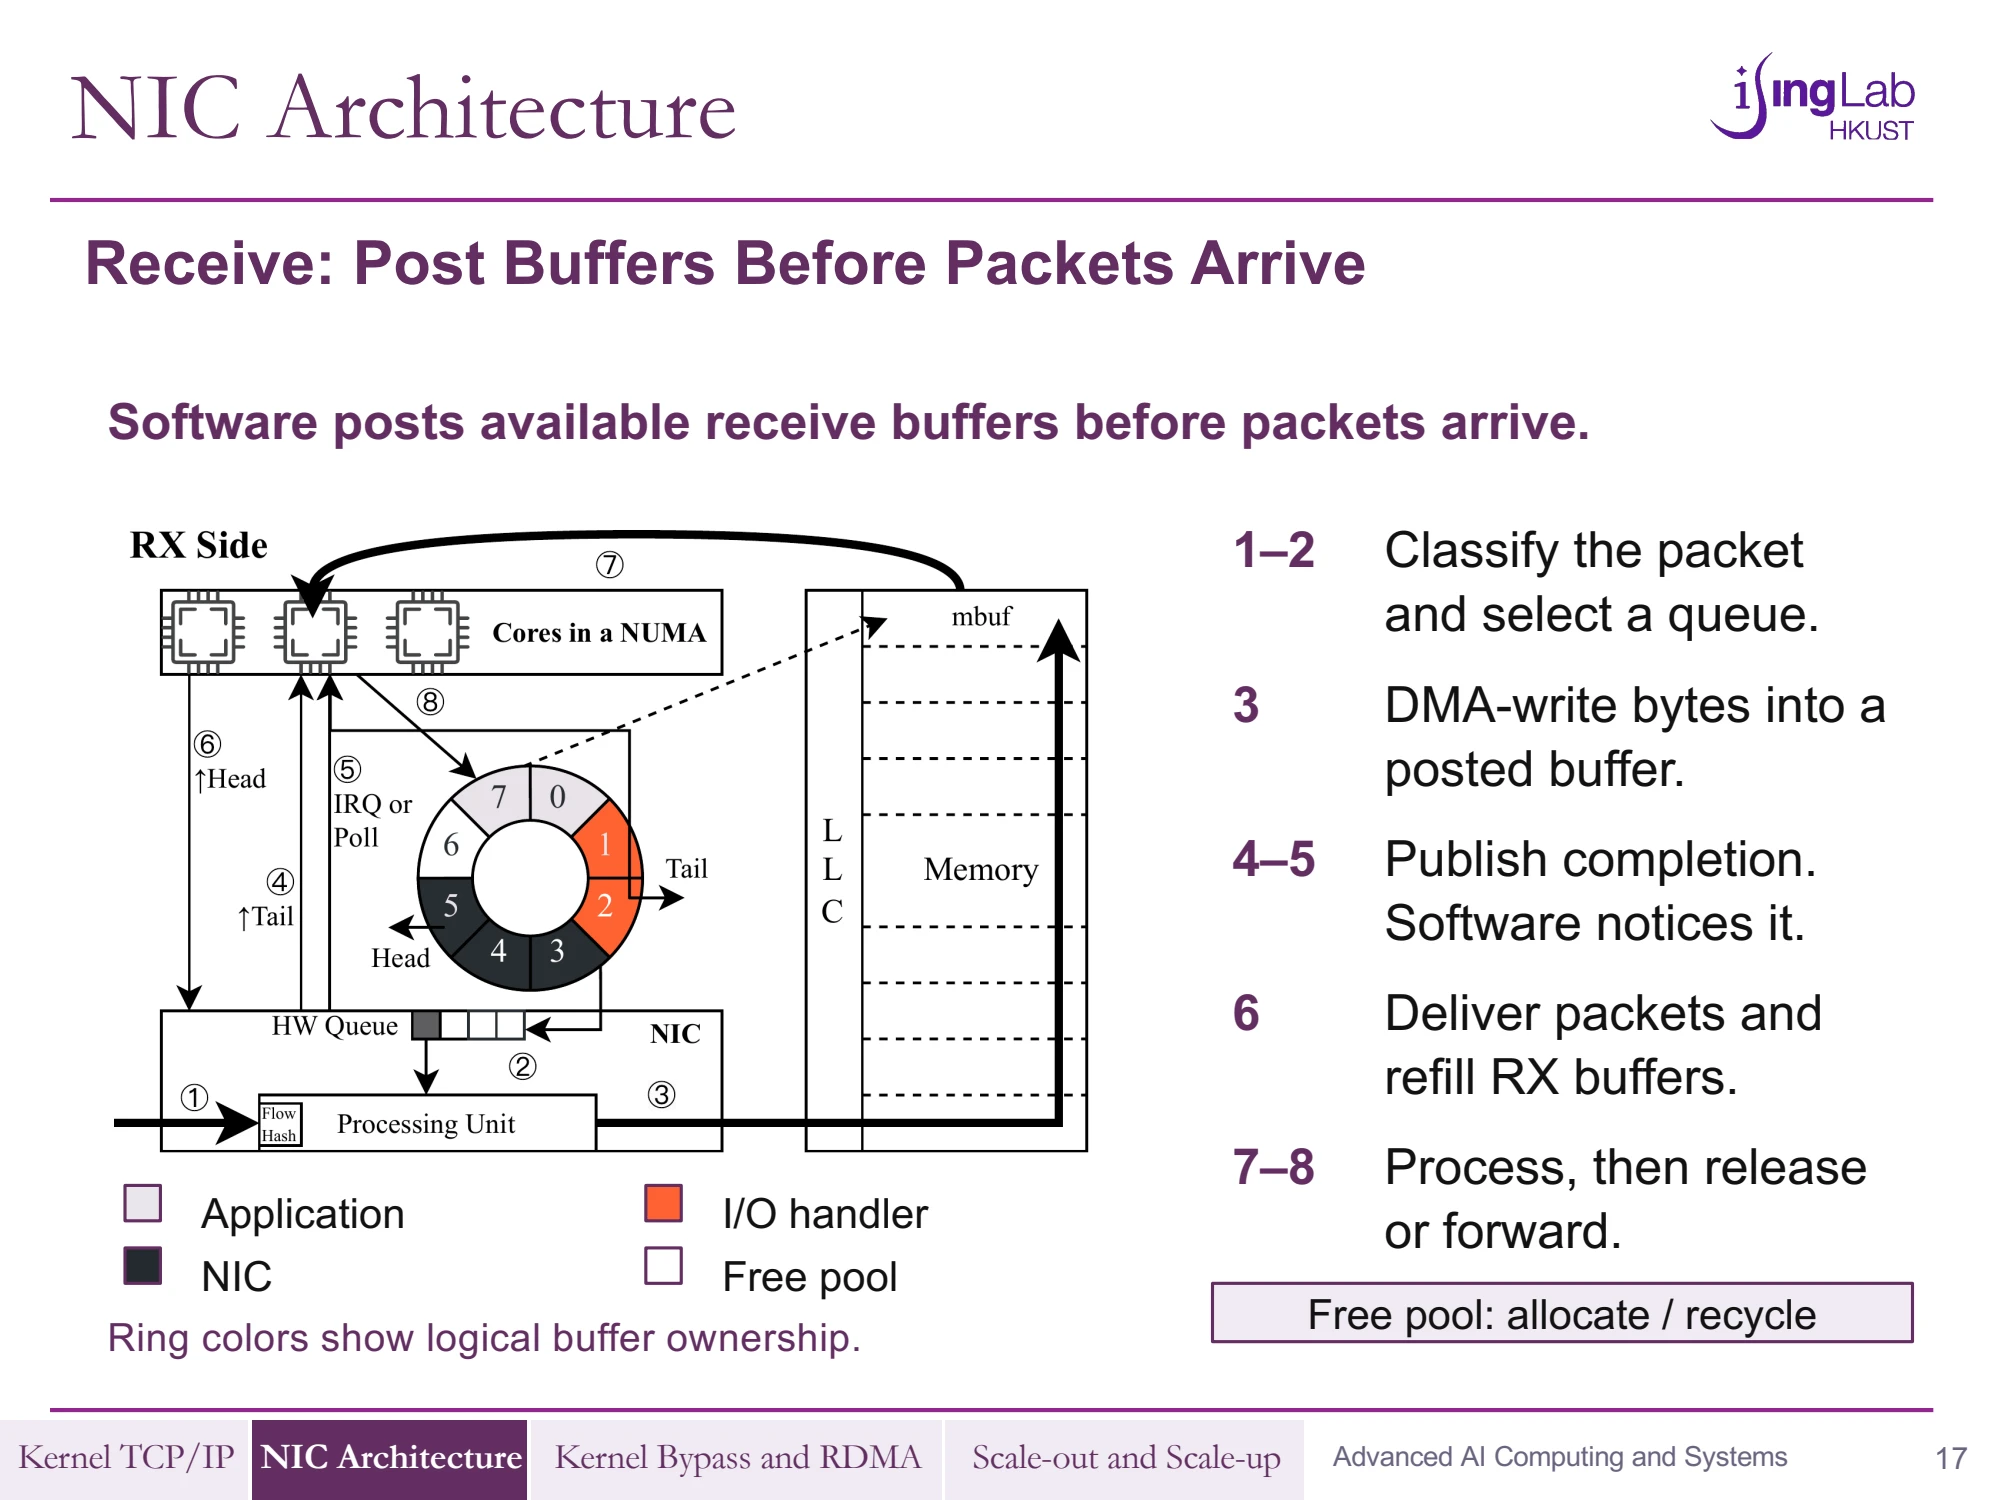 NIC Architecture
isingLab
HKUST
Receive: Post Buffers Before Packets Arrive
Software posts available receive buffers before packets arrive.
RX Side
⑦
Cores in a NUMA
mbuf
⑧
⑥
↑Head
⑤
IRQ or
Poll
④
↑Tail
7
0
6
1
5
2
4
3
Tail
Head
L
L
C
Memory
HW Queue
NIC
②
①
③
Flow
Hash
Processing Unit
Application
I/O handler
NIC
Free pool
Ring colors show logical buffer ownership.
1–2 Classify the packet
and select a queue.
3 DMA-write bytes into a
posted buffer.
4–5 Publish completion.
Software notices it.
6 Deliver packets and
refill RX buffers.
7–8 Process, then release
or forward.
Free pool: allocate / recycle
Kernel TCP/IP
NIC Architecture
Kernel Bypass and RDMA
Scale-out and Scale-up
Advanced AI Computing and Systems
17